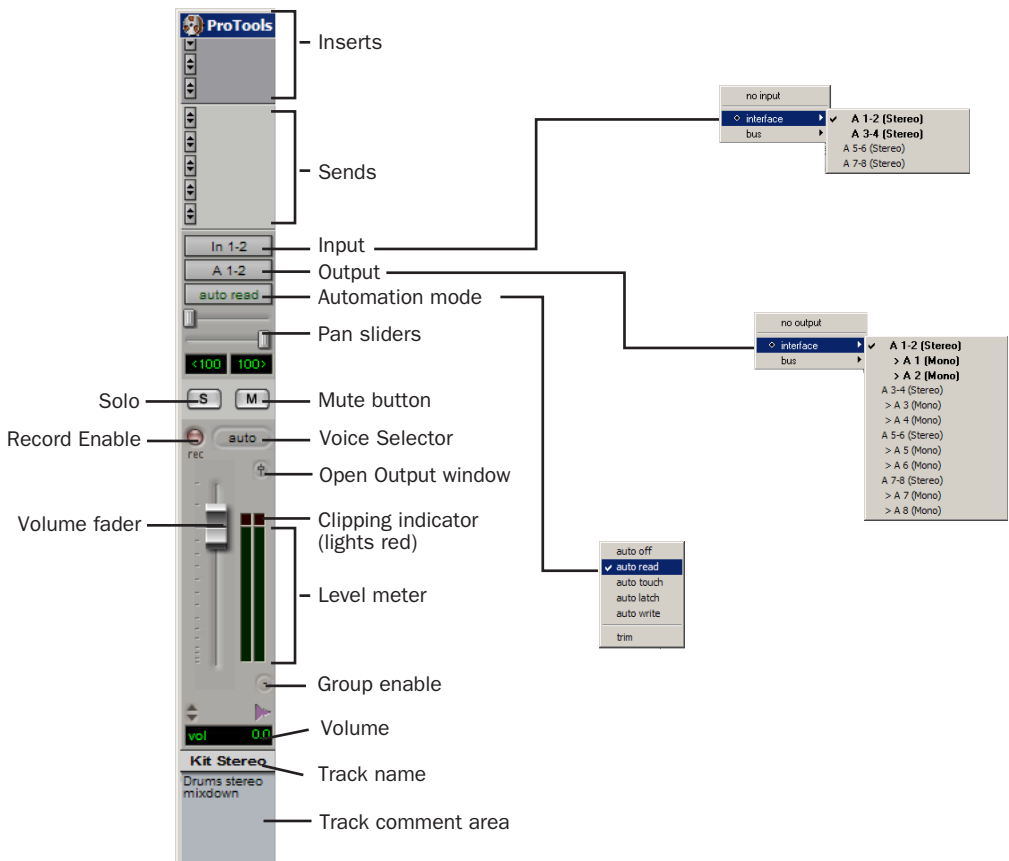 ProTools
Inserts
Sends
In 1-2
Input
A 1-2
Output
auto read
Automation mode
Pan sliders
<100 100>
Solo
S
M
Mute button
Record Enable
rec
auto
Voice Selector
Open Output window
Volume fader
Clipping indicator
(lights red)
Level meter
Group enable
vol 0.0
Volume
Kit Stereo
Track name
Drums stereo
mixdown
Track comment area
no input
interface
bus
A 1-2 (Stereo)
A 3-4 (Stereo)
A 5-6 (Stereo)
A 7-8 (Stereo)
no output
interface
bus
A 1-2 (Stereo)
> A 1 (Mono)
> A 2 (Mono)
A 3-4 (Stereo)
> A 3 (Mono)
> A 4 (Mono)
A 5-6 (Stereo)
> A 5 (Mono)
> A 6 (Mono)
A 7-8 (Stereo)
> A 7 (Mono)
> A 8 (Mono)
auto off
auto read
auto touch
auto latch
auto write
trim